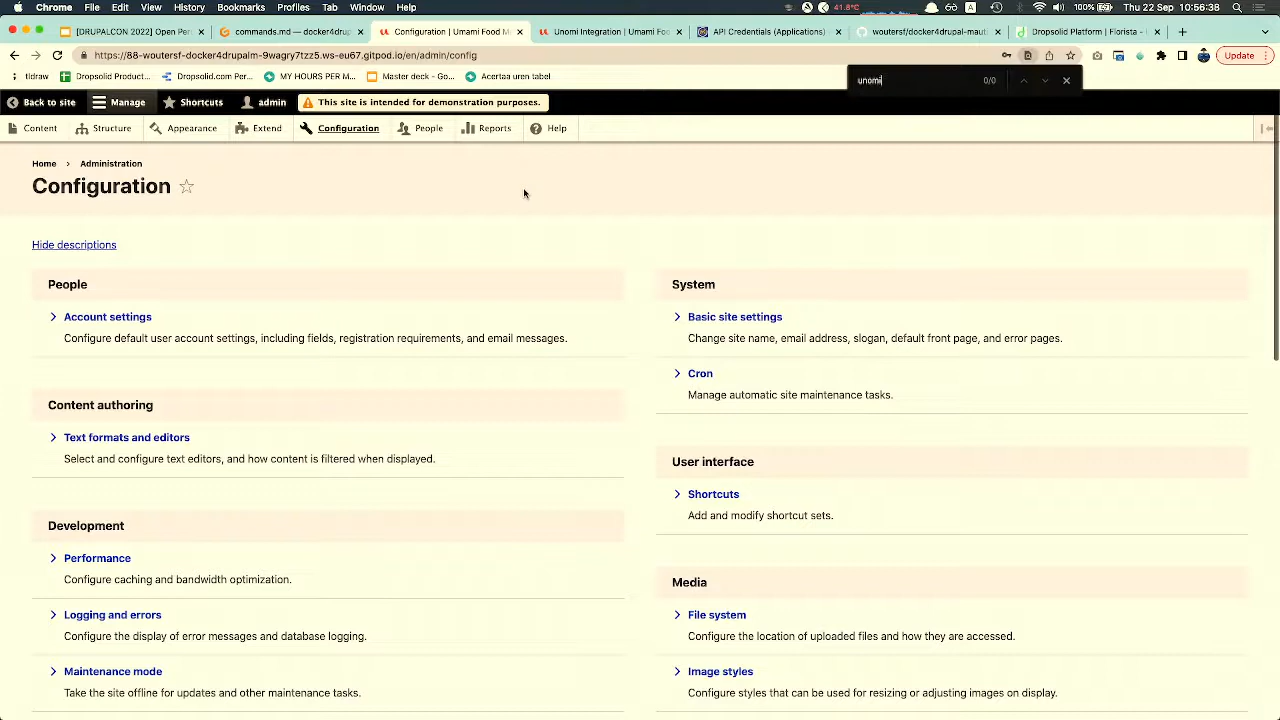 Chrome File Edit View History Bookmarks Profiles Tab Window Help 41.8°C A 100% Thu 22 Sep 10:56:38
[DRUPALCON 2022] Open Per commands.md — docker4drup Configuration | Umami Food M Unomi Integration | Umami Foo API Credentials (Applications) woutersf/docker4drupal-mauti Dropsolid Platform | Florista -
https://88-woutersf-docker4drupalm-9wagry7tzz5.ws-eu67.gitpod.io/en/admin/config Update
tldraw Dropsolid Product... Dropsolid.com Per... MY HOURS PER M... Master deck - Go... Acertaa uren tabel
unomi 0/0
Back to site Manage Shortcuts admin This site is intended for demonstration purposes.
Content Structure Appearance Extend Configuration People Reports Help
Home Administration
Configuration
Hide descriptions
People
Account settings
Configure default user account settings, including fields, registration requirements, and email messages.
Content authoring
Text formats and editors
Select and configure text editors, and how content is filtered when displayed.
Development
Performance
Configure caching and bandwidth optimization.
Logging and errors
Configure the display of error messages and database logging.
Maintenance mode
Take the site offline for updates and other maintenance tasks.
System
Basic site settings
Change site name, email address, slogan, default front page, and error pages.
Cron
Manage automatic site maintenance tasks.
User interface
Shortcuts
Add and modify shortcut sets.
Media
File system
Configure the location of uploaded files and how they are accessed.
Image styles
Configure styles that can be used for resizing or adjusting images on display.